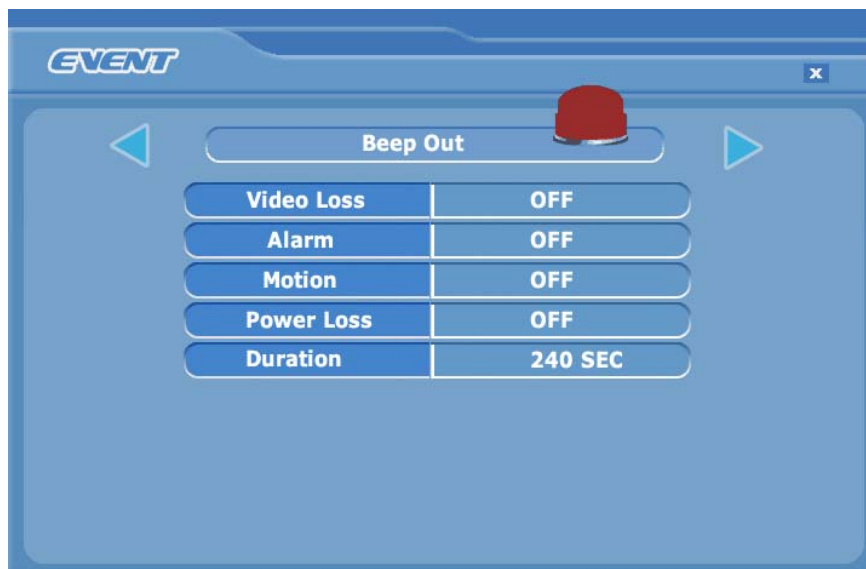 EVENT
X
Beep Out
Video Loss OFF
Alarm OFF
Motion OFF
Power Loss OFF
Duration 240 SEC